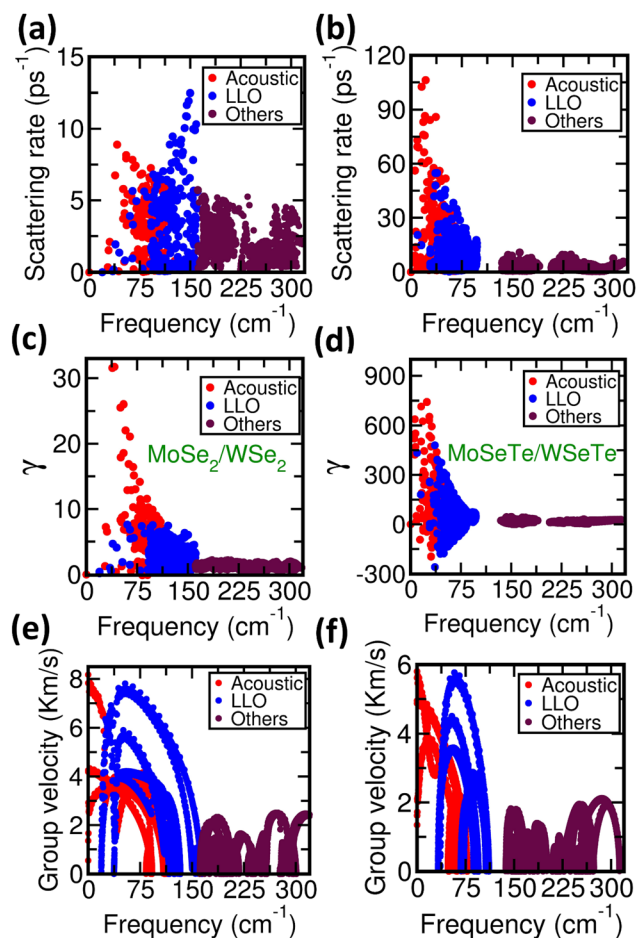 (a)
Scattering rate (ps⁻¹)
15
10
5
0
Acoustic
LLO
Others
0 75 150 225 300
Frequency (cm⁻¹)
(b)
Scattering rate (ps⁻¹)
120
90
60
30
0
Acoustic
LLO
Others
0 75 150 225 300
Frequency (cm⁻¹)
(c)
γ
30
20
10
0
Acoustic
LLO
Others
MoSe₂/WSe₂
0 75 150 225 300
Frequency (cm⁻¹)
(d)
γ
900
600
300
0
-300
Acoustic
LLO
Others
MoSeTe/WSeTe
0 75 150 225 300
Frequency (cm⁻¹)
(e)
Group velocity (Km/s)
8
6
4
2
0
Acoustic
LLO
Others
0 75 150 225 300
Frequency (cm⁻¹)
(f)
Group velocity (Km/s)
6
4
2
0
Acoustic
LLO
Others
0 75 150 225 300
Frequency (cm⁻¹)